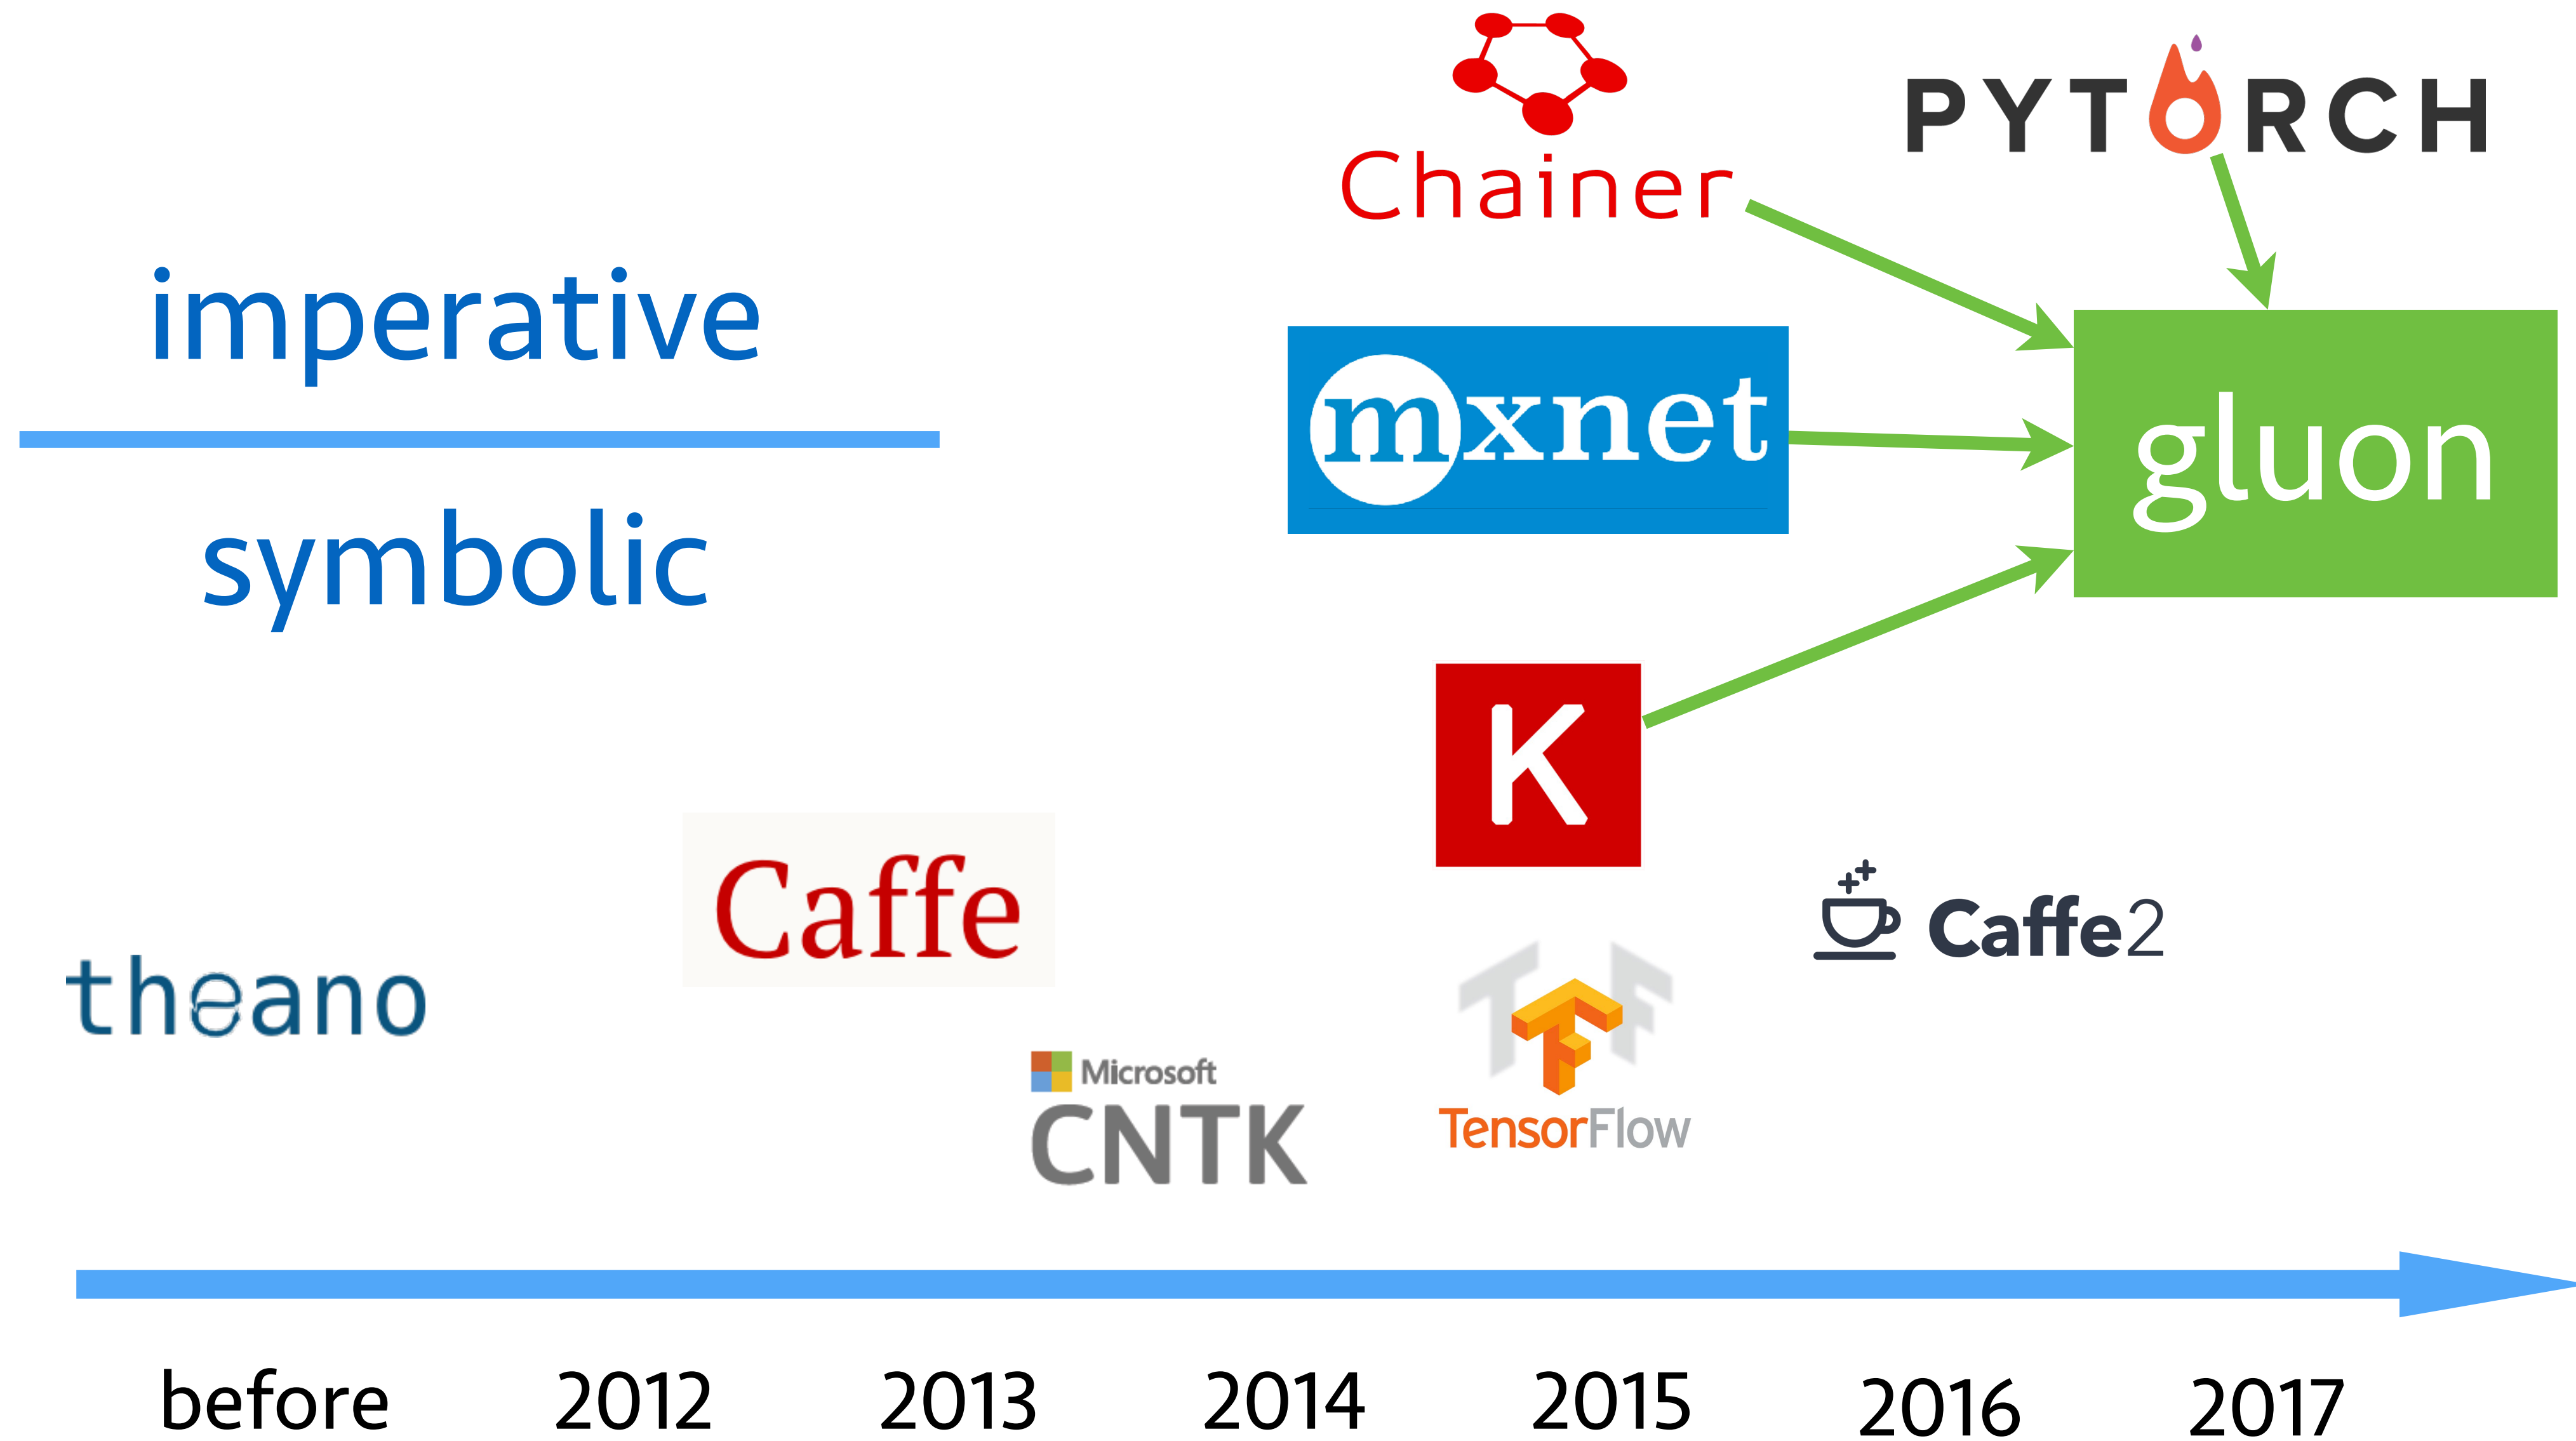 Chainer
PYTORCH
imperative
mxnet
gluon
symbolic
K
Caffe
Caffe2
theano
TF
Microsoft
CNTK
TensorFlow
before 2012 2013 2014 2015 2016 2017